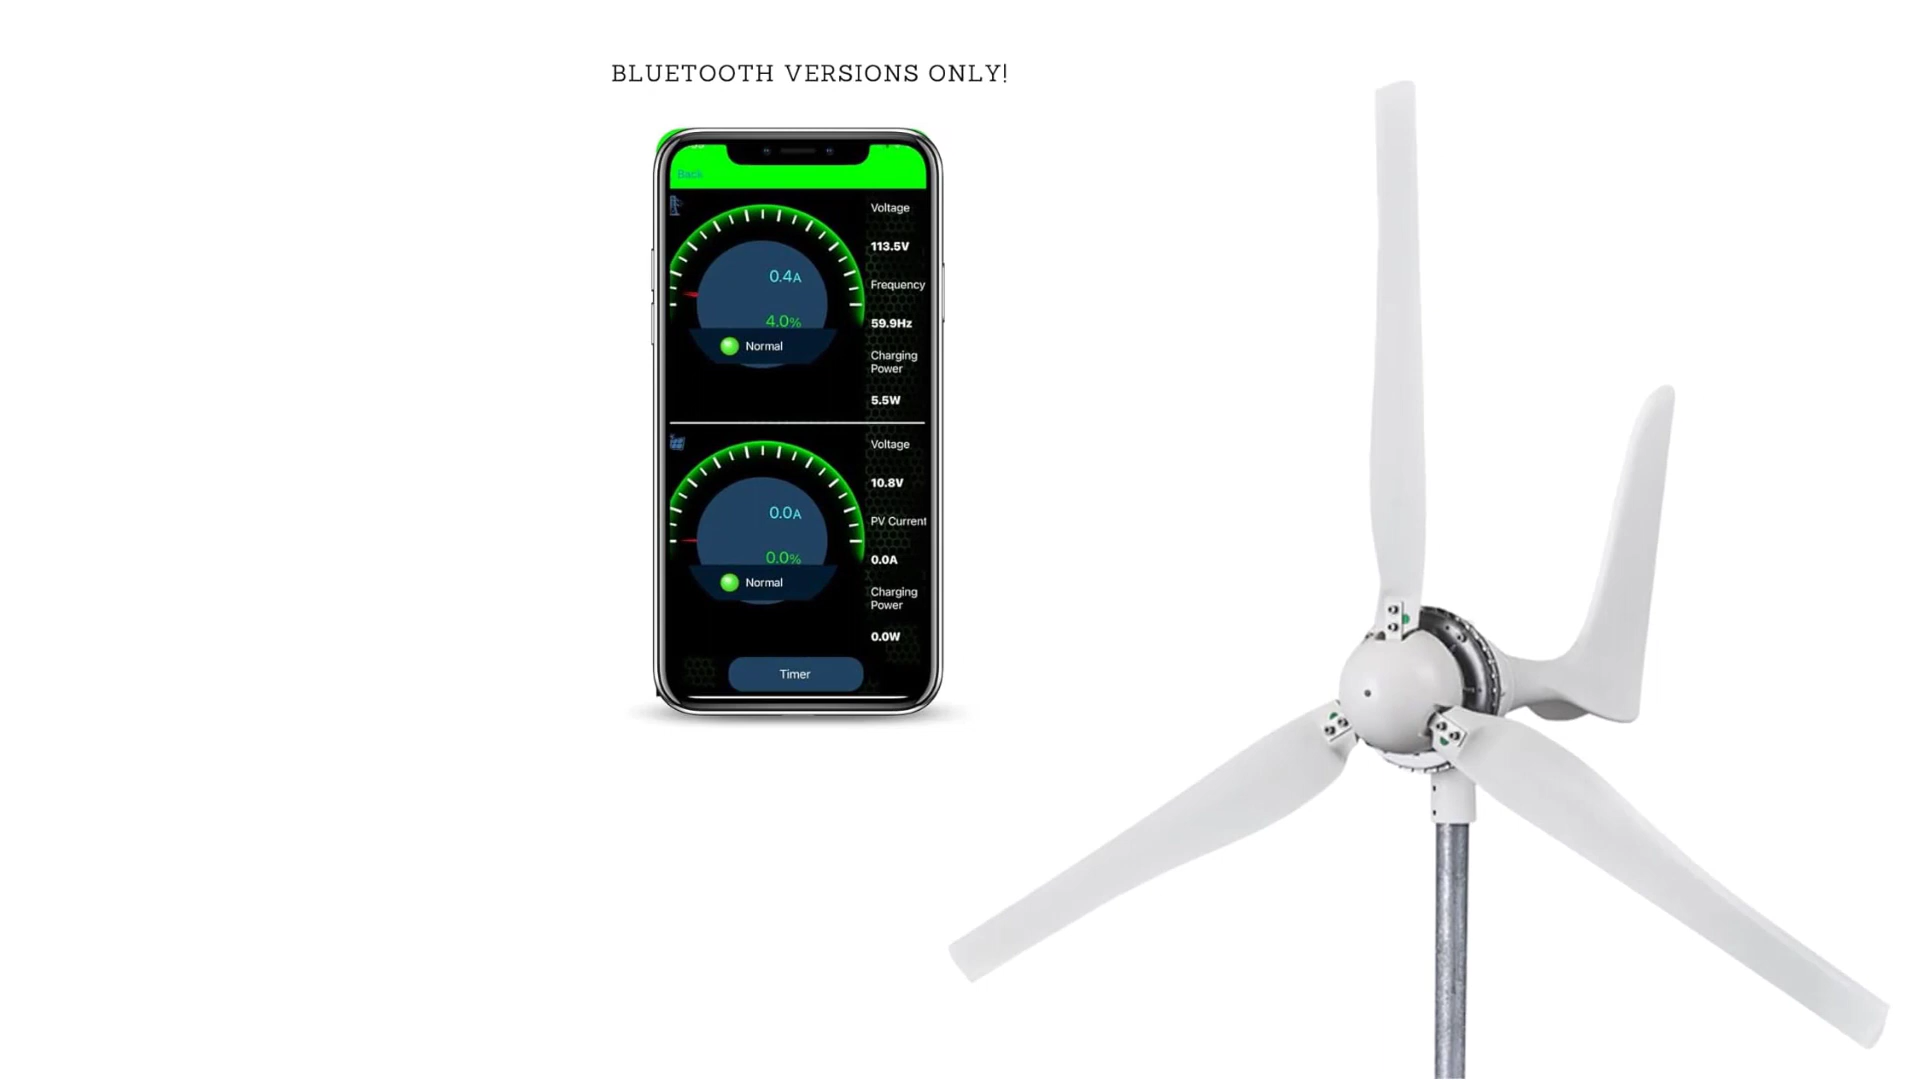 BLUETOOTH VERSIONS ONLY!
Back
Voltage
113.5V
0.4A
Frequency
4.0%
59.9Hz
Normal
Charging
Power
5.5W
Voltage
10.8V
0.0A
PV Current
0.0%
0.0A
Normal
Charging
Power
0.0W
Timer